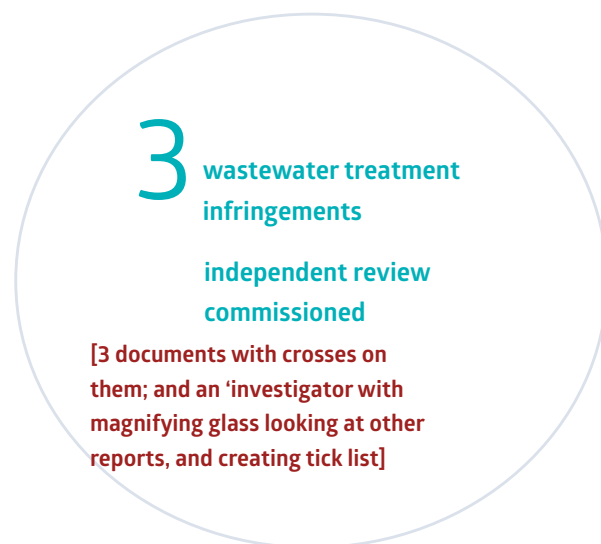 3 wastewater treatment
infringements
independent review
commissioned
[3 documents with crosses on
them; and an ‘investigator with
magnifying glass looking at other
reports, and creating tick list]